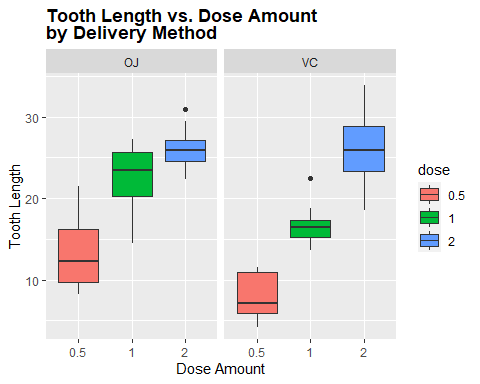 Tooth Length vs. Dose Amount
by Delivery Method
OJ
VC
Tooth Length
30
20
10
0.5
1
2
0.5
1
2
Dose Amount
dose
0.5
1
2